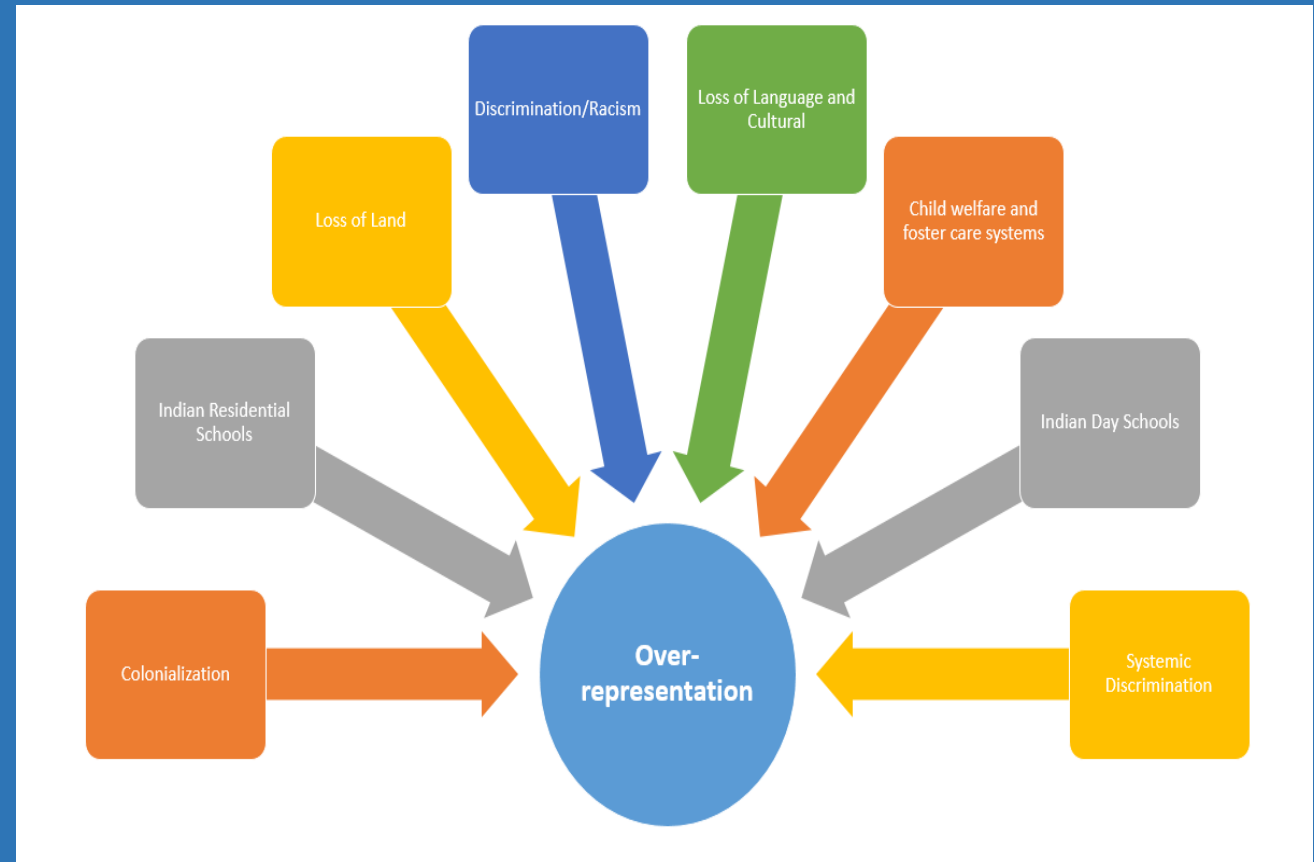 Discrimination/Racism
Loss of Language and
Cultural
Loss of Land
Child welfare and
foster care systems
Indian Residential
Schools
Indian Day Schools
Colonialization
Over-
representation
Systemic
Discrimination